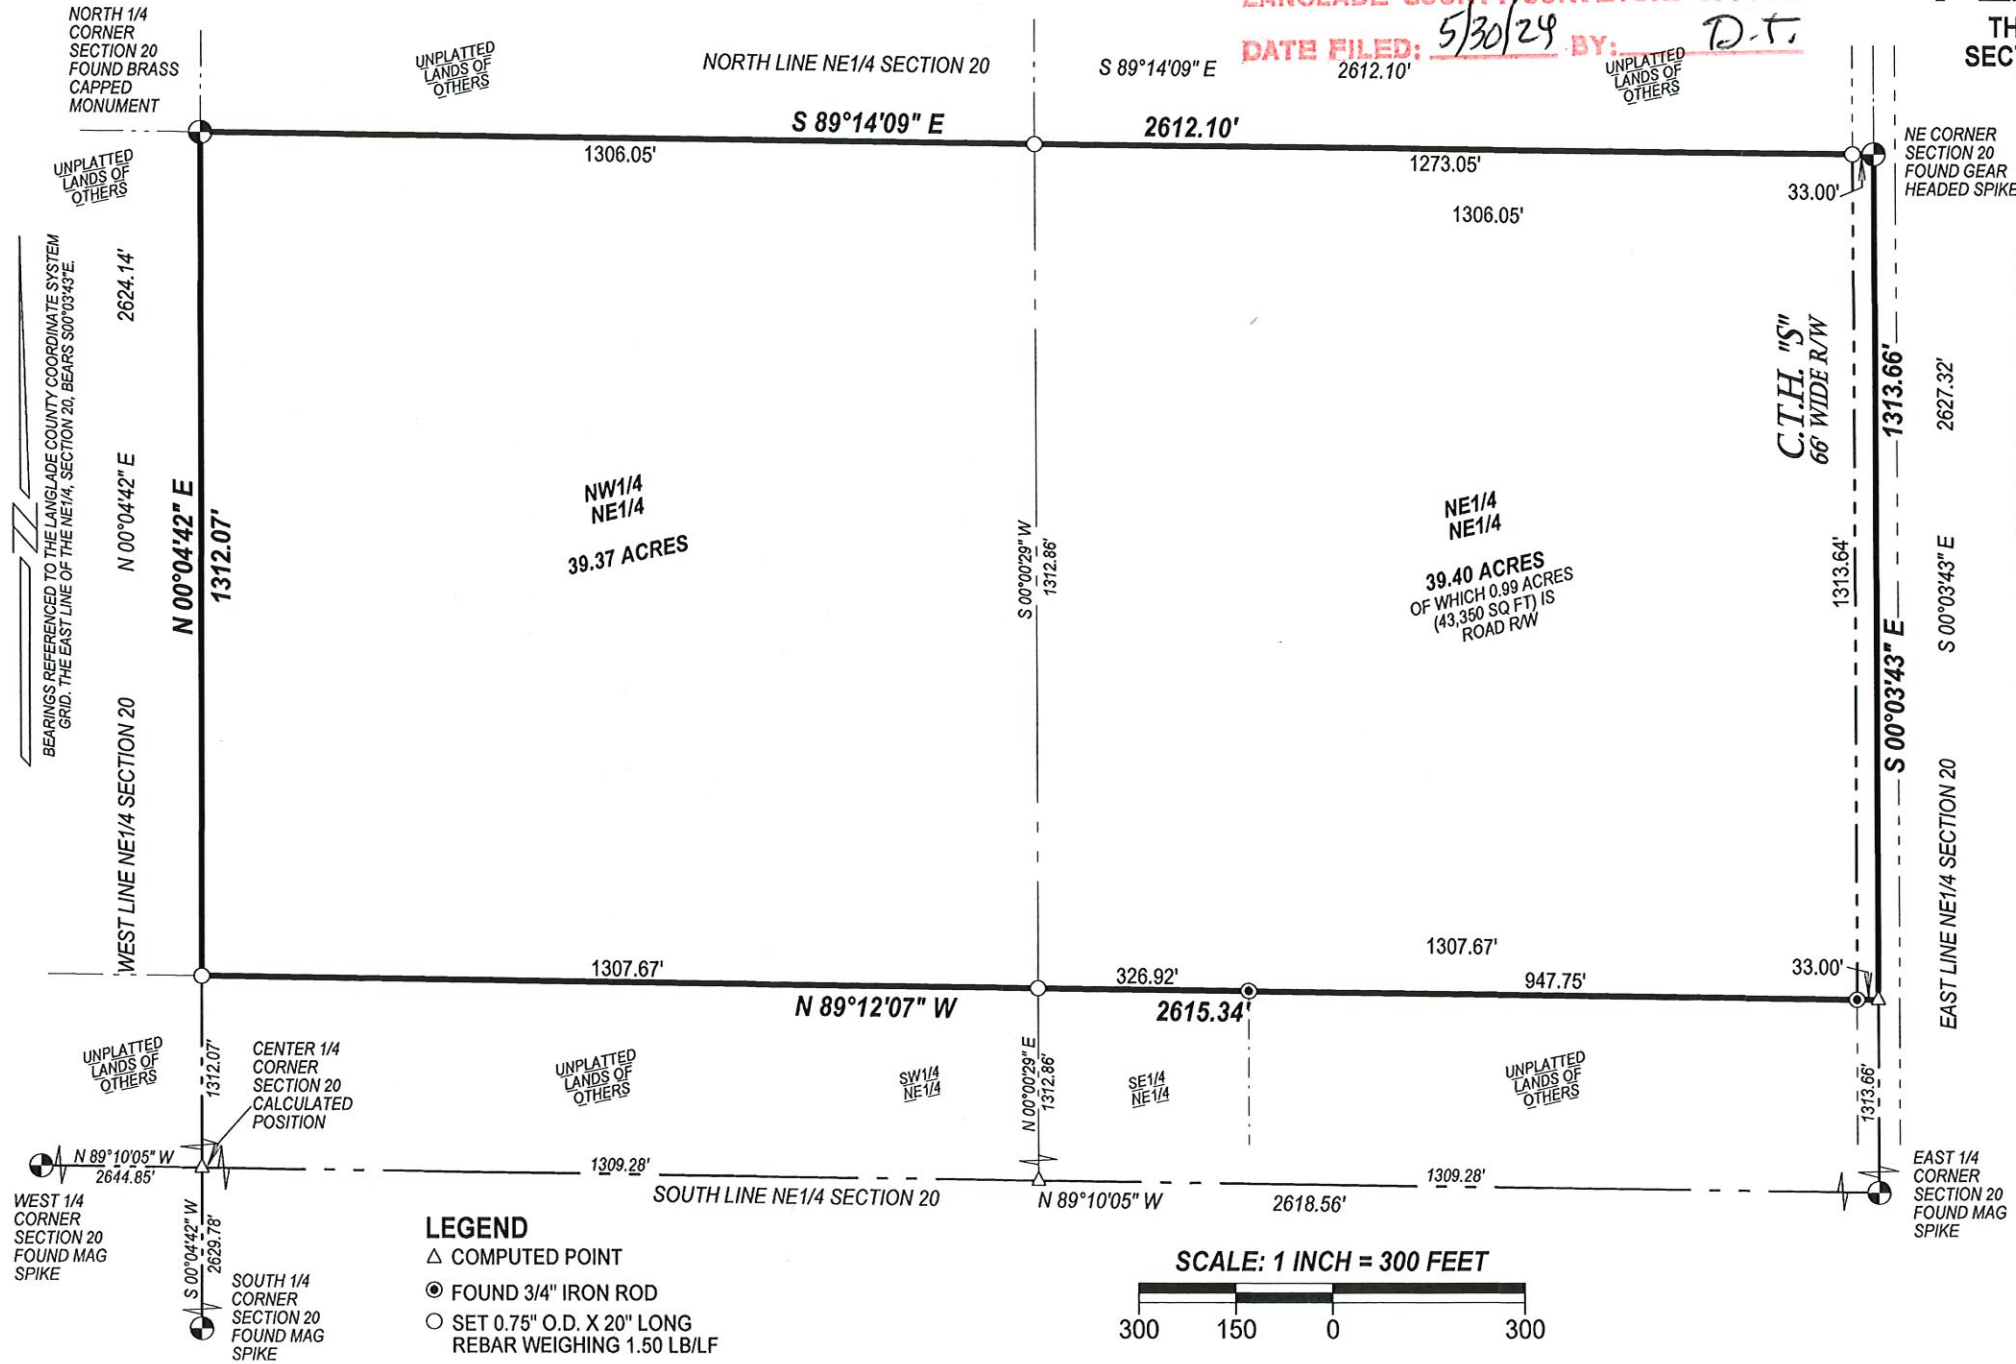 NORTH 1/4
CORNER
SECTION 20
FOUND BRASS
CAPPED
MONUMENT
UNPLATTED
LANDS OF
OTHERS
NORTH LINE NE1/4 SECTION 20
S 89°14'09" E
2612.10'
DATE FILED: 5/30/24 BY: D.T.
UNPLATTED
LANDS OF
OTHERS
TH
SEC
S 89°14'09" E
2612.10'
1306.05'
1273.05'
33.00'
1306.05'
NE CORNER
SECTION 20
FOUND GEAR
HEADED SPIKE
UNPLATTED
LANDS OF
OTHERS
BEARINGS REFERENCED TO THE LANGLADE COUNTY COORDINATE SYSTEM
GRID. THE EAST LINE OF THE NE1/4, SECTION 20, BEARS S00°03'43"E.
WEST LINE NE1/4 SECTION 20
N 00°04'42" E
2624.14'
N 00°04'42" E
1312.07'
NW1/4
NE1/4
39.37 ACRES
S 00°00'29" W
1312.86'
NE1/4
NE1/4
39.40 ACRES
OF WHICH 0.99 ACRES
(43,350 SQ FT) IS
ROAD R/W
C.T.H. "S"
66' WIDE R/W
1313.64'
S 00°03'43" E
1313.66'
EAST LINE NE1/4 SECTION 20
S 00°03'43" E
2627.32'
1307.67'
326.92'
1307.67'
947.75'
33.00'
N 89°12'07" W
2615.34'
UNPLATTED
LANDS OF
OTHERS
1312.07'
CENTER 1/4
CORNER
SECTION 20
CALCULATED
POSITION
UNPLATTED
LANDS OF
OTHERS
SW1/4
NE1/4
N 00°00'29" E
1312.86'
SE1/4
NE1/4
UNPLATTED
LANDS OF
OTHERS
1313.66'
N 89°10'05" W
2644.85'
1309.28'
SOUTH LINE NE1/4 SECTION 20
N 89°10'05" W
2618.56'
1309.28'
EAST 1/4
CORNER
SECTION 20
FOUND MAG
SPIKE
WEST 1/4
CORNER
SECTION 20
FOUND MAG
SPIKE
S 00°04'42" W
2629.78'
SOUTH 1/4
CORNER
SECTION 20
FOUND MAG
SPIKE
LEGEND
COMPUTED POINT
FOUND 3/4" IRON ROD
SET 0.75" O.D. X 20" LONG
REBAR WEIGHING 1.50 LB/LF
SCALE: 1 INCH = 300 FEET
300 150 0 300